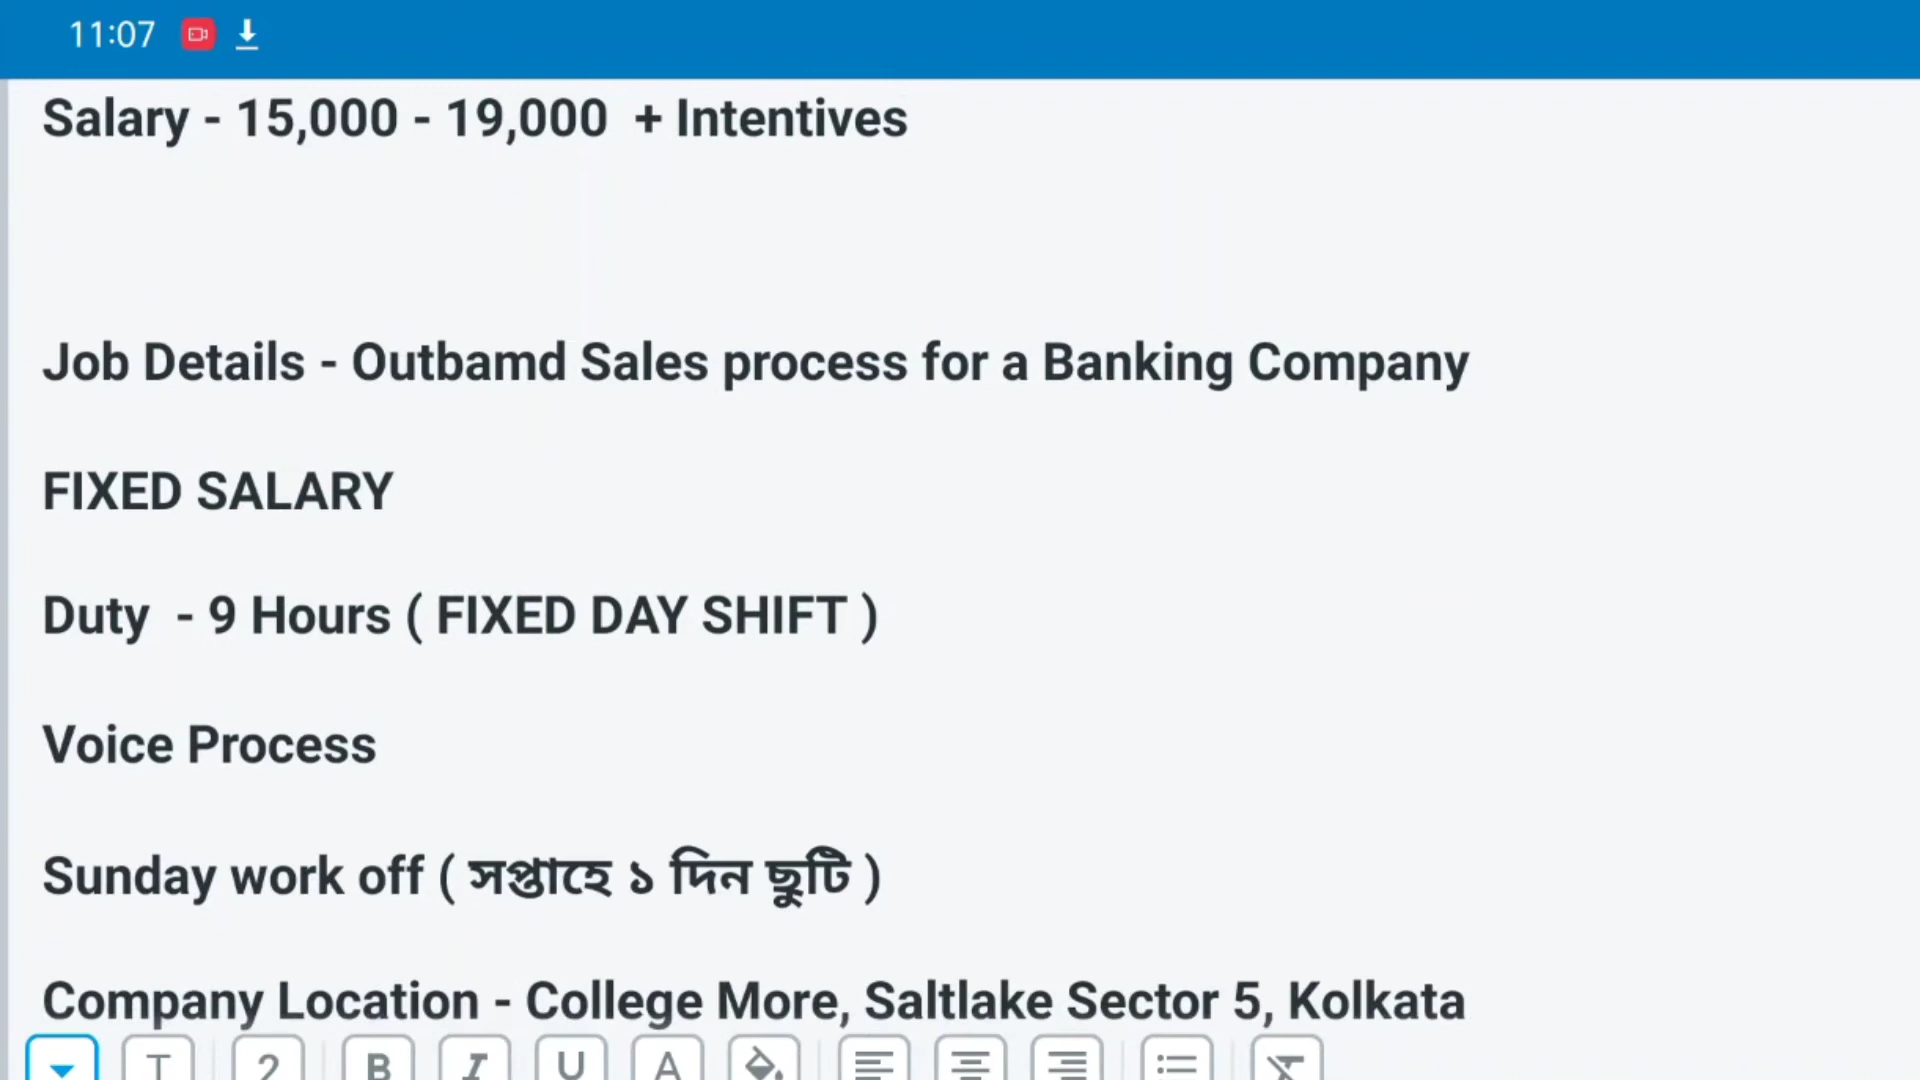 11:07
Salary - 15,000 - 19,000 + Intentives
Job Details - Outbamd Sales process for a Banking Company
FIXED SALARY
Duty - 9 Hours ( FIXED DAY SHIFT )
Voice Process
Sunday work off ( সপ্তাহে ১ দিন ছুটি )
Company Location - College More, Saltlake Sector 5, Kolkata
T 2 B I U A